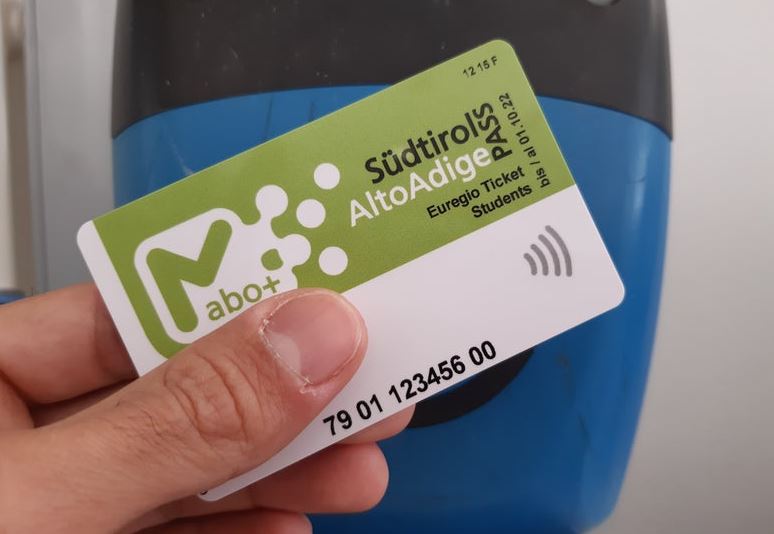 12 15 F
Südtirol
AltoAdige
PASS
bis / al 01.10.22
Euregio Ticket
Students
abo+
79 01 123456 00